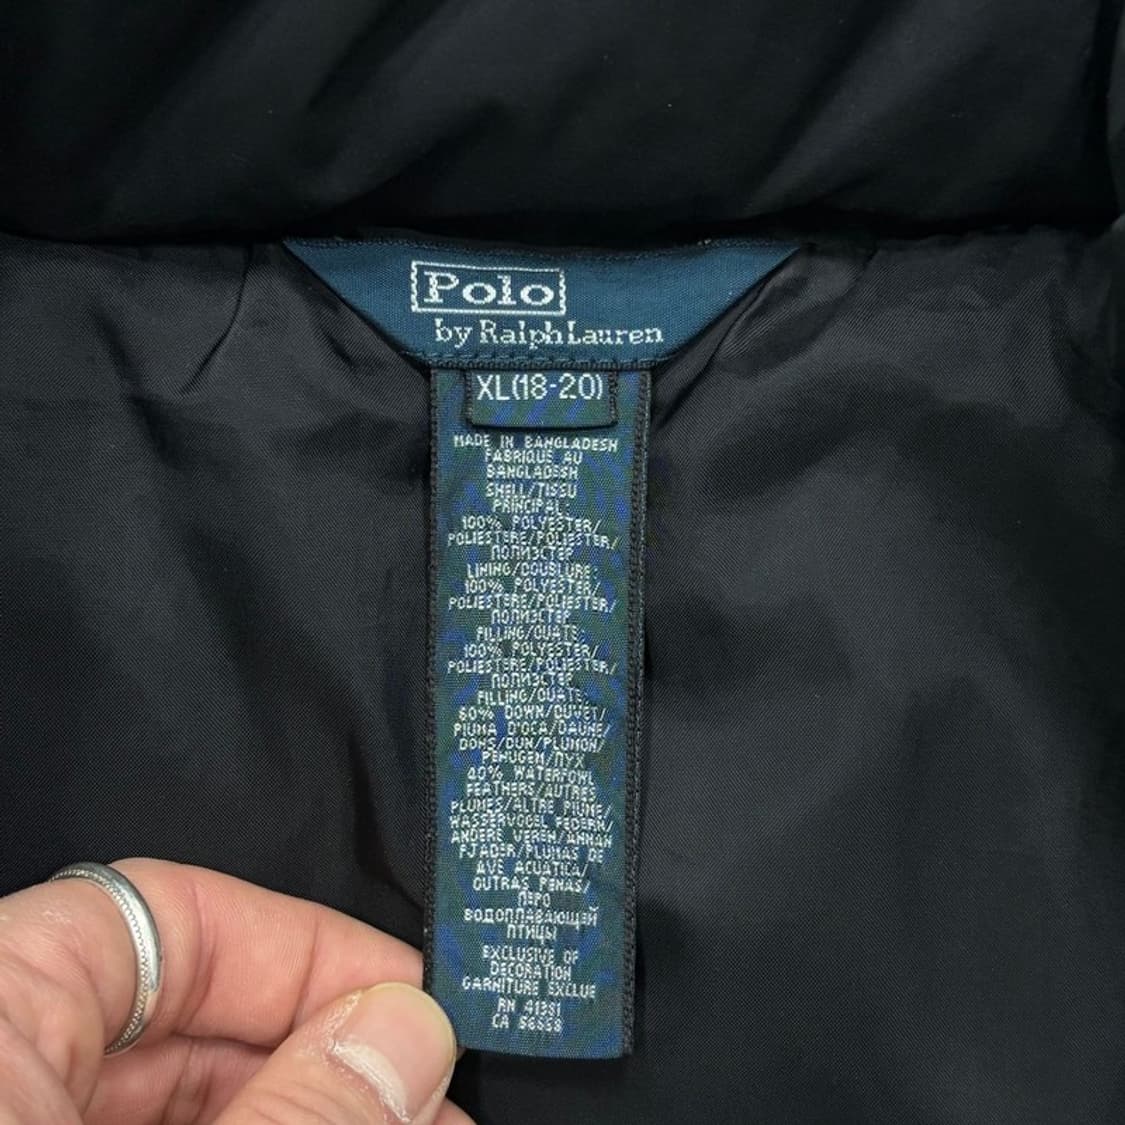 Polo
by Ralph Lauren
XL(18-20)
MADE IN BANGLADESH
FABRIQUE AU
BANGLADESH
SHELL/TISSU
PRINCIPAL:
100% POLYESTER/
POLIESTERE/POLIESTER/
ПОЛИЭСТЕР
LINING/DOUBLURE:
100% POLYESTER/
POLIESTERE/POLIESTER/
ПОЛИЭСТЕР
FILLING/OUATE:
100% POLYESTER/
POLIESTERE/POLIESTER/
ПОЛИЭСТЕР
FILLING/OUATE:
60% DOWN/DUVET/
PIUMA D'OCA/DAUNE/
DONS/DUN/PLUMON/
PENUGEM/ПУХ
40% WATERFOWL
FEATHERS/AUTRES
PLUMES/ALTRE PIUME/
WASSERVOGEL FEDERN/
ANDERE VEREN/ANNAN
FJADER/PLUMAS DE
AVE ACUATICA/
OUTRAS PENAS/
ПЕРО
ВОДОПЛАВАЮЩЕЙ
ПТИЦЫ
EXCLUSIVE OF
DECORATION
GARNITURE EXCLUE
RN 41381
CA